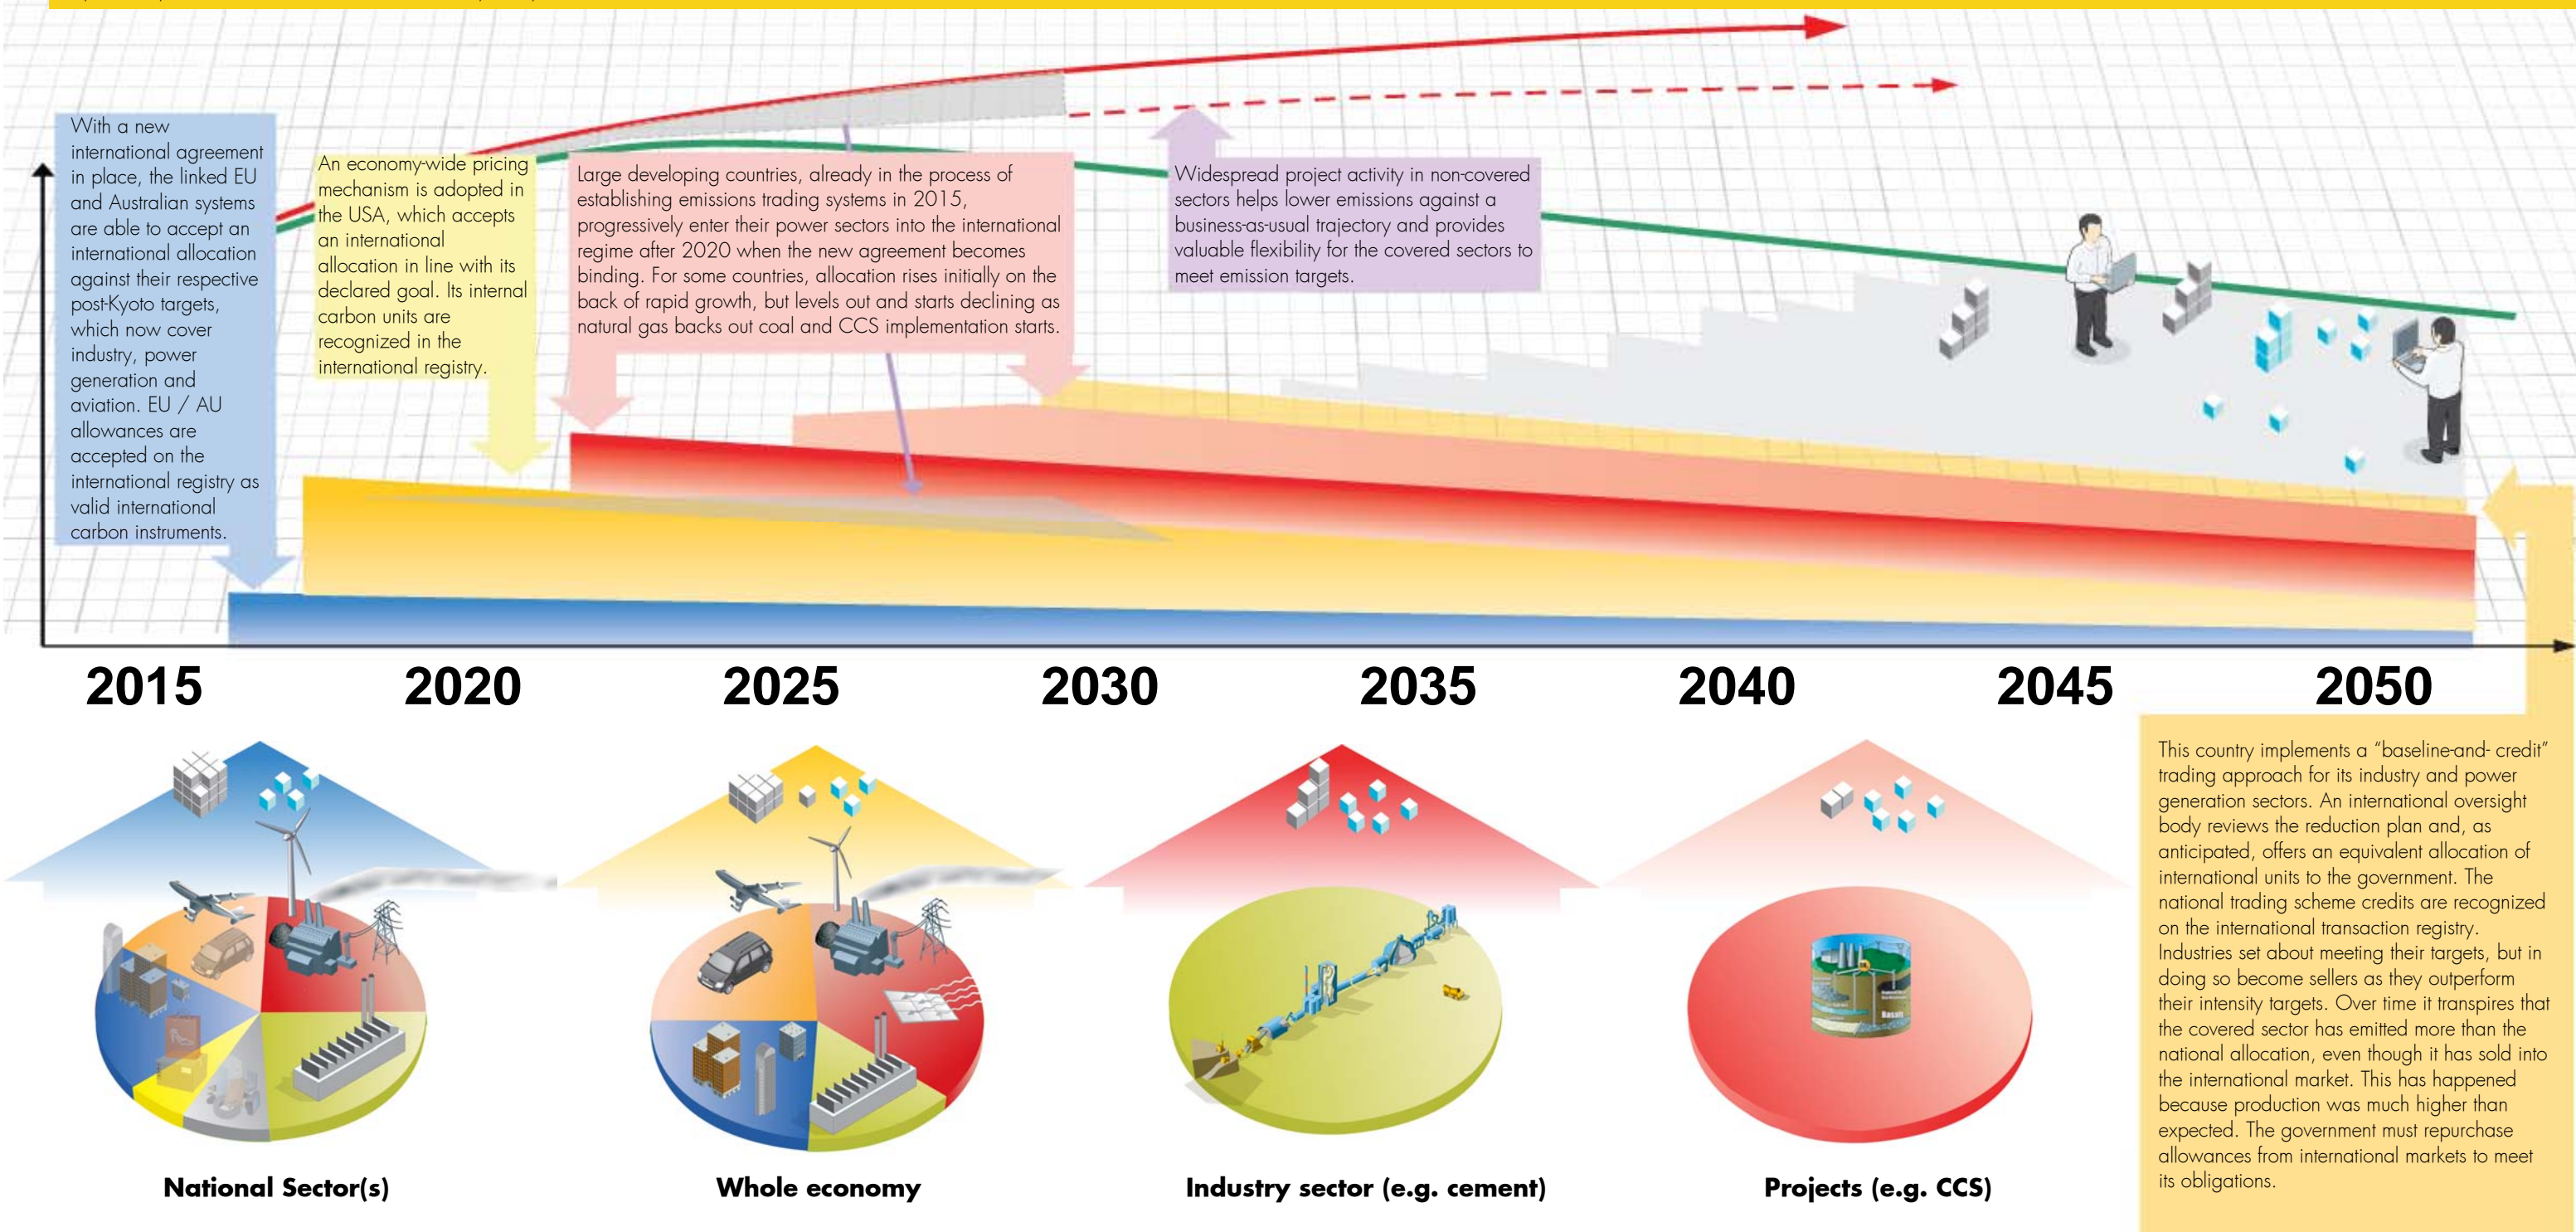 With a new
international agreement
in place, the linked EU
and Australian systems
are able to accept an
international allocation
against their respective
post-Kyoto targets,
which now cover
industry, power
generation and
aviation. EU / AU
allowances are
accepted on the
international registry as
valid international
carbon instruments.
An economy-wide pricing
mechanism is adopted in
the USA, which accepts
an international
allocation in line with its
declared goal. Its internal
carbon units are
recognized in the
international registry.
Large developing countries, already in the process of
establishing emissions trading systems in 2015,
progressively enter their power sectors into the international
regime after 2020 when the new agreement becomes
binding. For some countries, allocation rises initially on the
back of rapid growth, but levels out and starts declining as
natural gas backs out coal and CCS implementation starts.
Widespread project activity in non-covered
sectors helps lower emissions against a
business-as-usual trajectory and provides
valuable flexibility for the covered sectors to
meet emission targets.
2015 2020 2025 2030 2035 2040 2045 2050
This country implements a “baseline-and- credit”
trading approach for its industry and power
generation sectors. An international oversight
body reviews the reduction plan and, as
anticipated, offers an equivalent allocation of
international units to the government. The
national trading scheme credits are recognized
on the international transaction registry.
Industries set about meeting their targets, but in
doing so become sellers as they outperform
their intensity targets. Over time it transpires that
the covered sector has emitted more than the
national allocation, even though it has sold into
the international market. This has happened
because production was much higher than
expected. The government must repurchase
allowances from international markets to meet
its obligations.
Bassin
National Sector(s)
Whole economy
Industry sector (e.g. cement)
Projects (e.g. CCS)